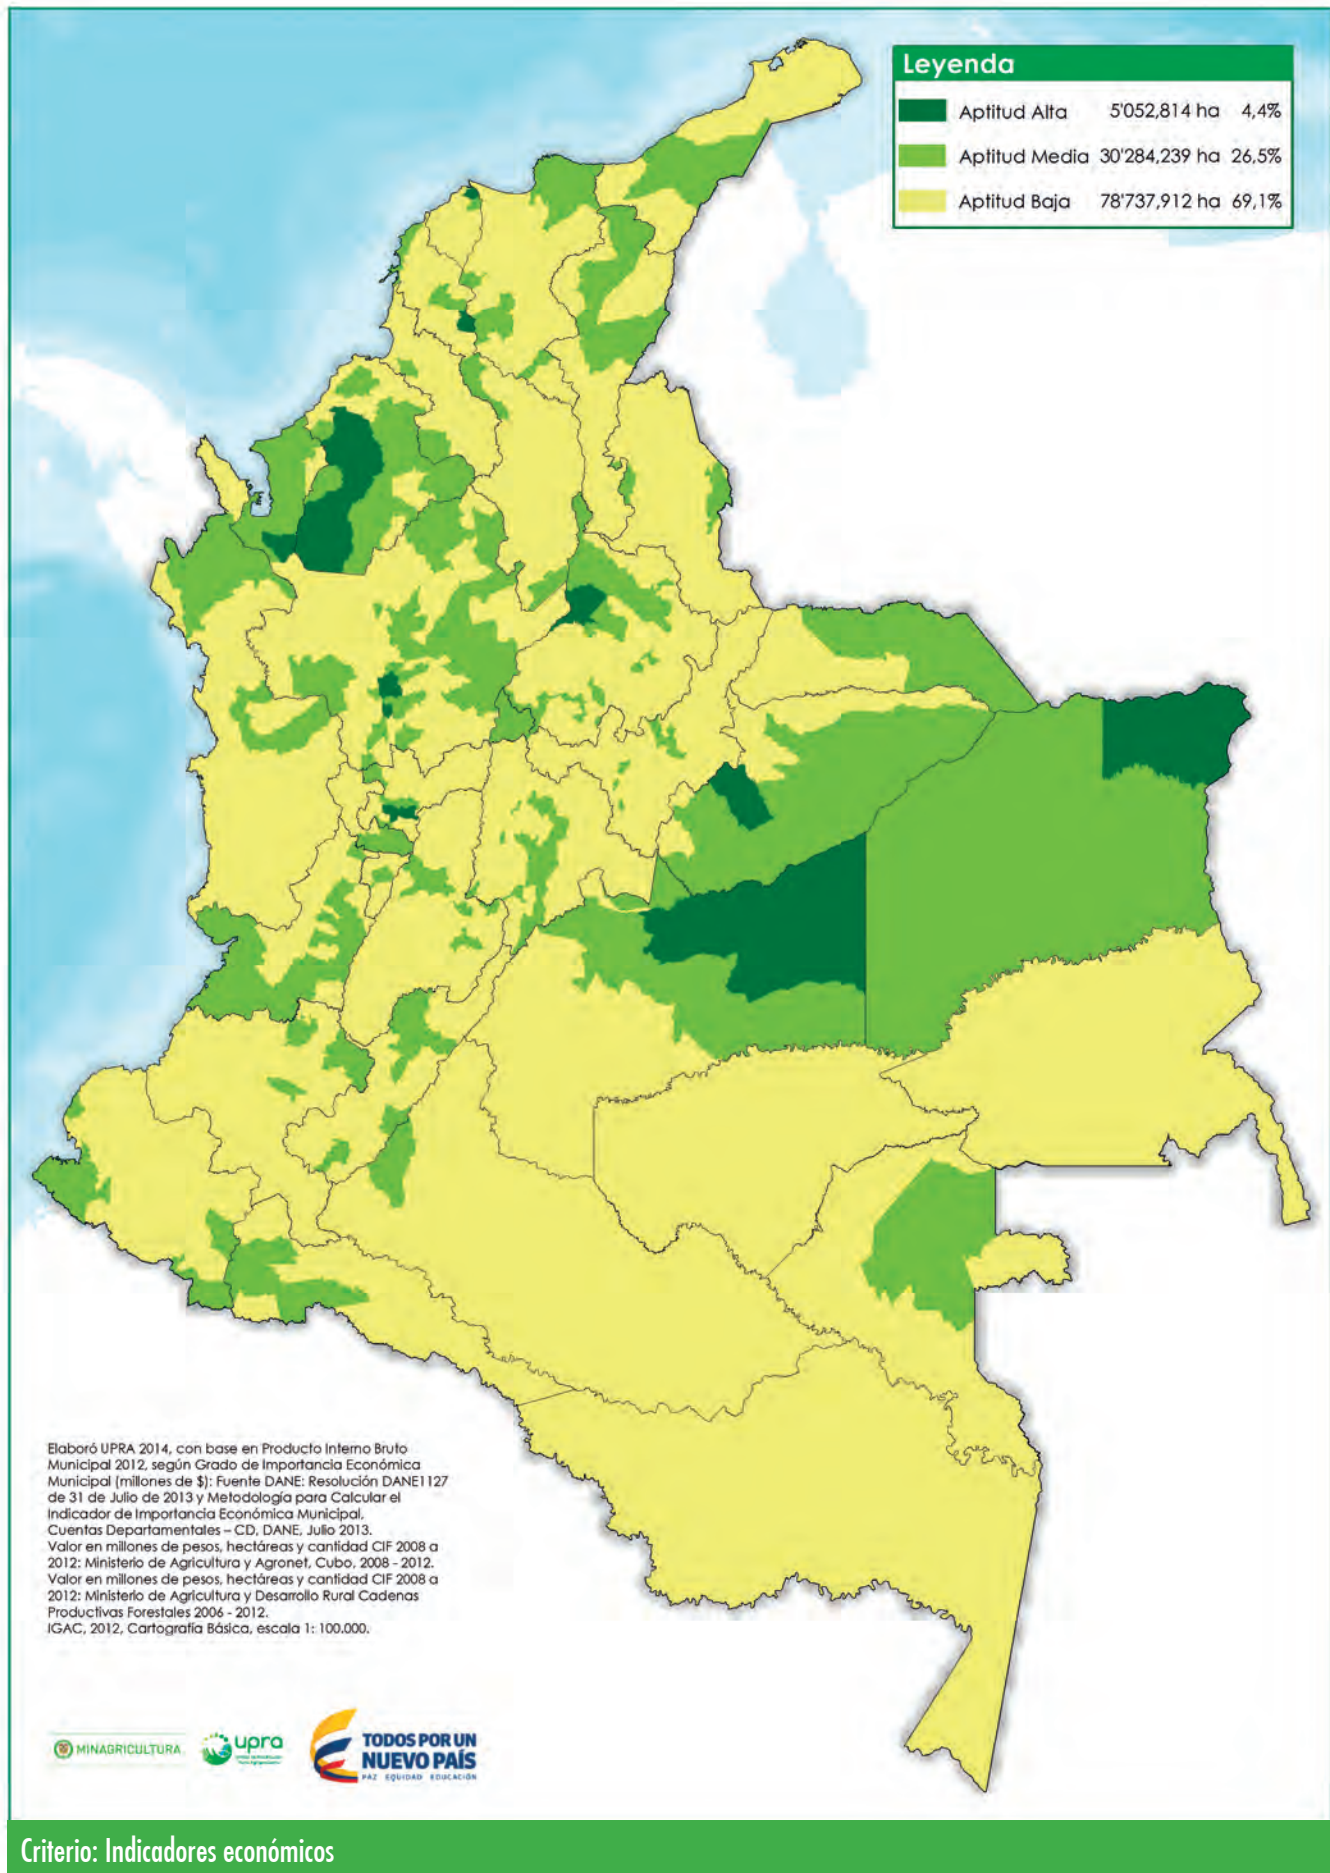 Leyenda
Aptitud Alta 5'052,814 ha 4,4%
Aptitud Media 30'284,239 ha 26,5%
Aptitud Baja 78'737,912 ha 69,1%
Elaboró UPRA 2014, con base en Producto Interno Bruto
Municipal 2012, según Grado de Importancia Económica
Municipal (millones de $): Fuente DANE: Resolución DANE1127
de 31 de Julio de 2013 y Metodología para Calcular el
Indicador de Importancia Económica Municipal,
Cuentas Departamentales – CD, DANE, Julio 2013.
Valor en millones de pesos, hectáreas y cantidad CIF 2008 a
2012: Ministerio de Agricultura y Agronet, Cubo, 2008 - 2012.
Valor en millones de pesos, hectáreas y cantidad CIF 2008 a
2012: Ministerio de Agricultura y Desarrollo Rural Cadenas
Productivas Forestales 2006 - 2012.
IGAC, 2012, Cartografía Básica, escala 1: 100.000.
MINAGRICULTURA
upra
TODOS POR UN
NUEVO PAÍS
PAZ EQUIDAD EDUCACIÓN
Criterio: Indicadores económicos